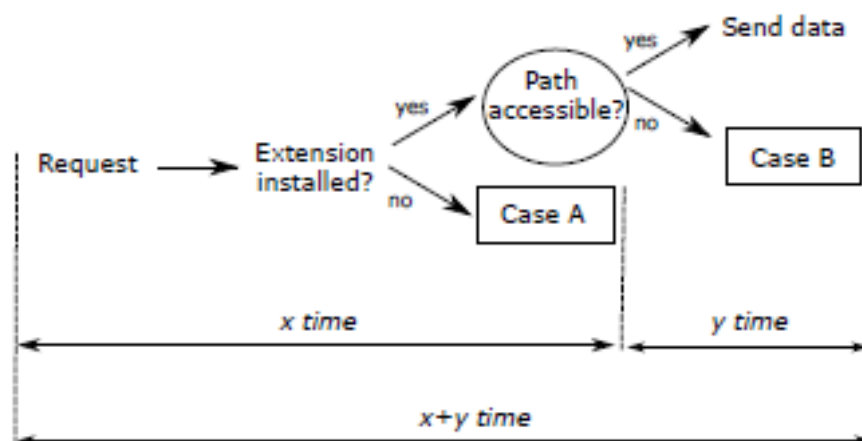 Request
Extension
installed?
yes
no
Path
accessible?
Case A
yes
no
Send data
Case B
x time
y time
x+y time